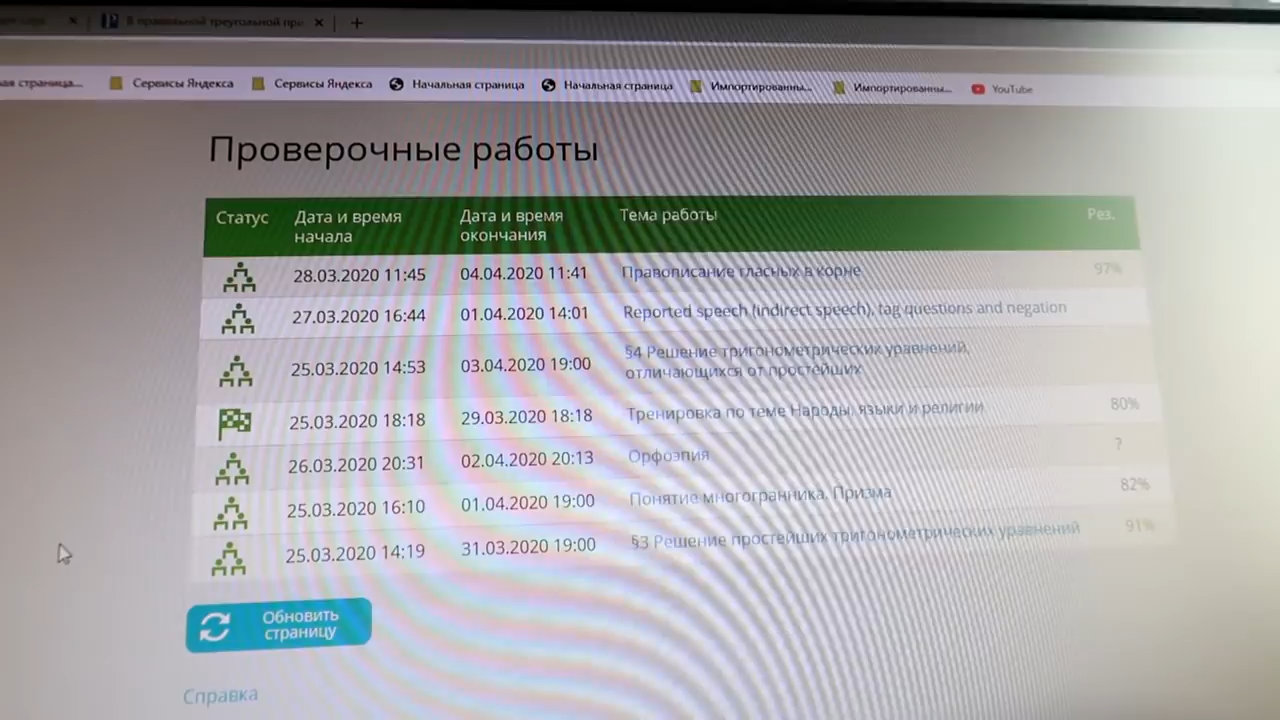 В правильной треугольной при
ая страница...
Сервисы Яндекса
Сервисы Яндекса
Начальная страница
Начальная страница
Импортированны...
Импортированны...
YouTube
Проверочные работы
Статус
Дата и время
начала
Дата и время
окончания
Тема работы
Рез.
28.03.2020 11:45 04.04.2020 11:41 Правописание гласных в корне 97%
27.03.2020 16:44 01.04.2020 14:01 Reported speech (indirect speech), tag questions and negation
25.03.2020 14:53 03.04.2020 19:00 §4 Решение тригонометрических уравнений,
отличающихся от простейших
25.03.2020 18:18 29.03.2020 18:18 Тренировка по теме Народы, языки и религии 80%
26.03.2020 20:31 02.04.2020 20:13 Орфоэпия ?
25.03.2020 16:10 01.04.2020 19:00 Понятие многогранника. Призма 82%
25.03.2020 14:19 31.03.2020 19:00 §3 Решение простейших тригонометрических уравнений 91%
Обновить
страницу
Справка